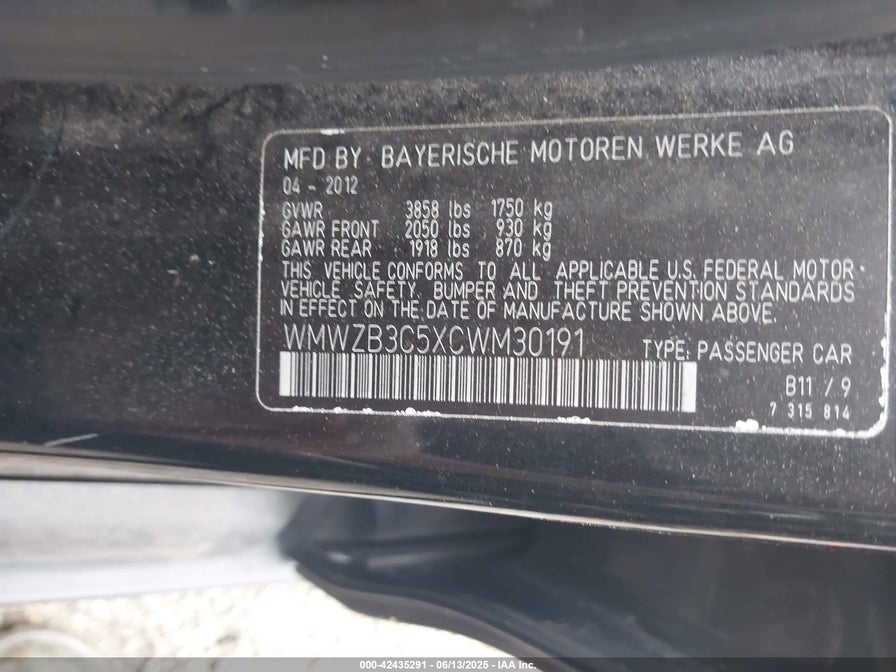 MFD BY: BAYERISCHE MOTOREN WERKE AG
04 - 2012
GVWR 3858 lbs 1750 kg
GAWR FRONT 2050 lbs 930 kg
GAWR REAR 1918 lbs 870 kg
THIS VEHICLE CONFORMS TO ALL APPLICABLE U.S. FEDERAL MOTOR
VEHICLE SAFETY, BUMPER AND THEFT PREVENTION STANDARDS
IN EFFECT ON THE DATE OF MANUFACTURE SHOWN ABOVE.
WMWZB3C5XCWM30191 TYPE: PASSENGER CAR
B11 / 9
7 315 814
000-42435291 - 06/13/2025 - IAA Inc.